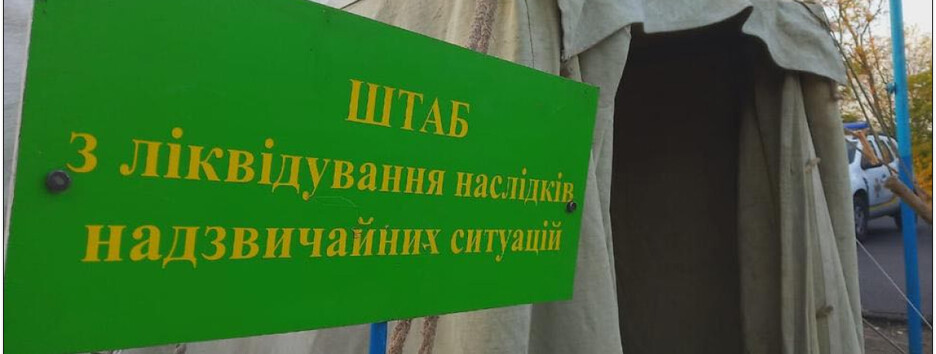 ШТАБ
з ліквідування наслідків
надзвичайних ситуацій